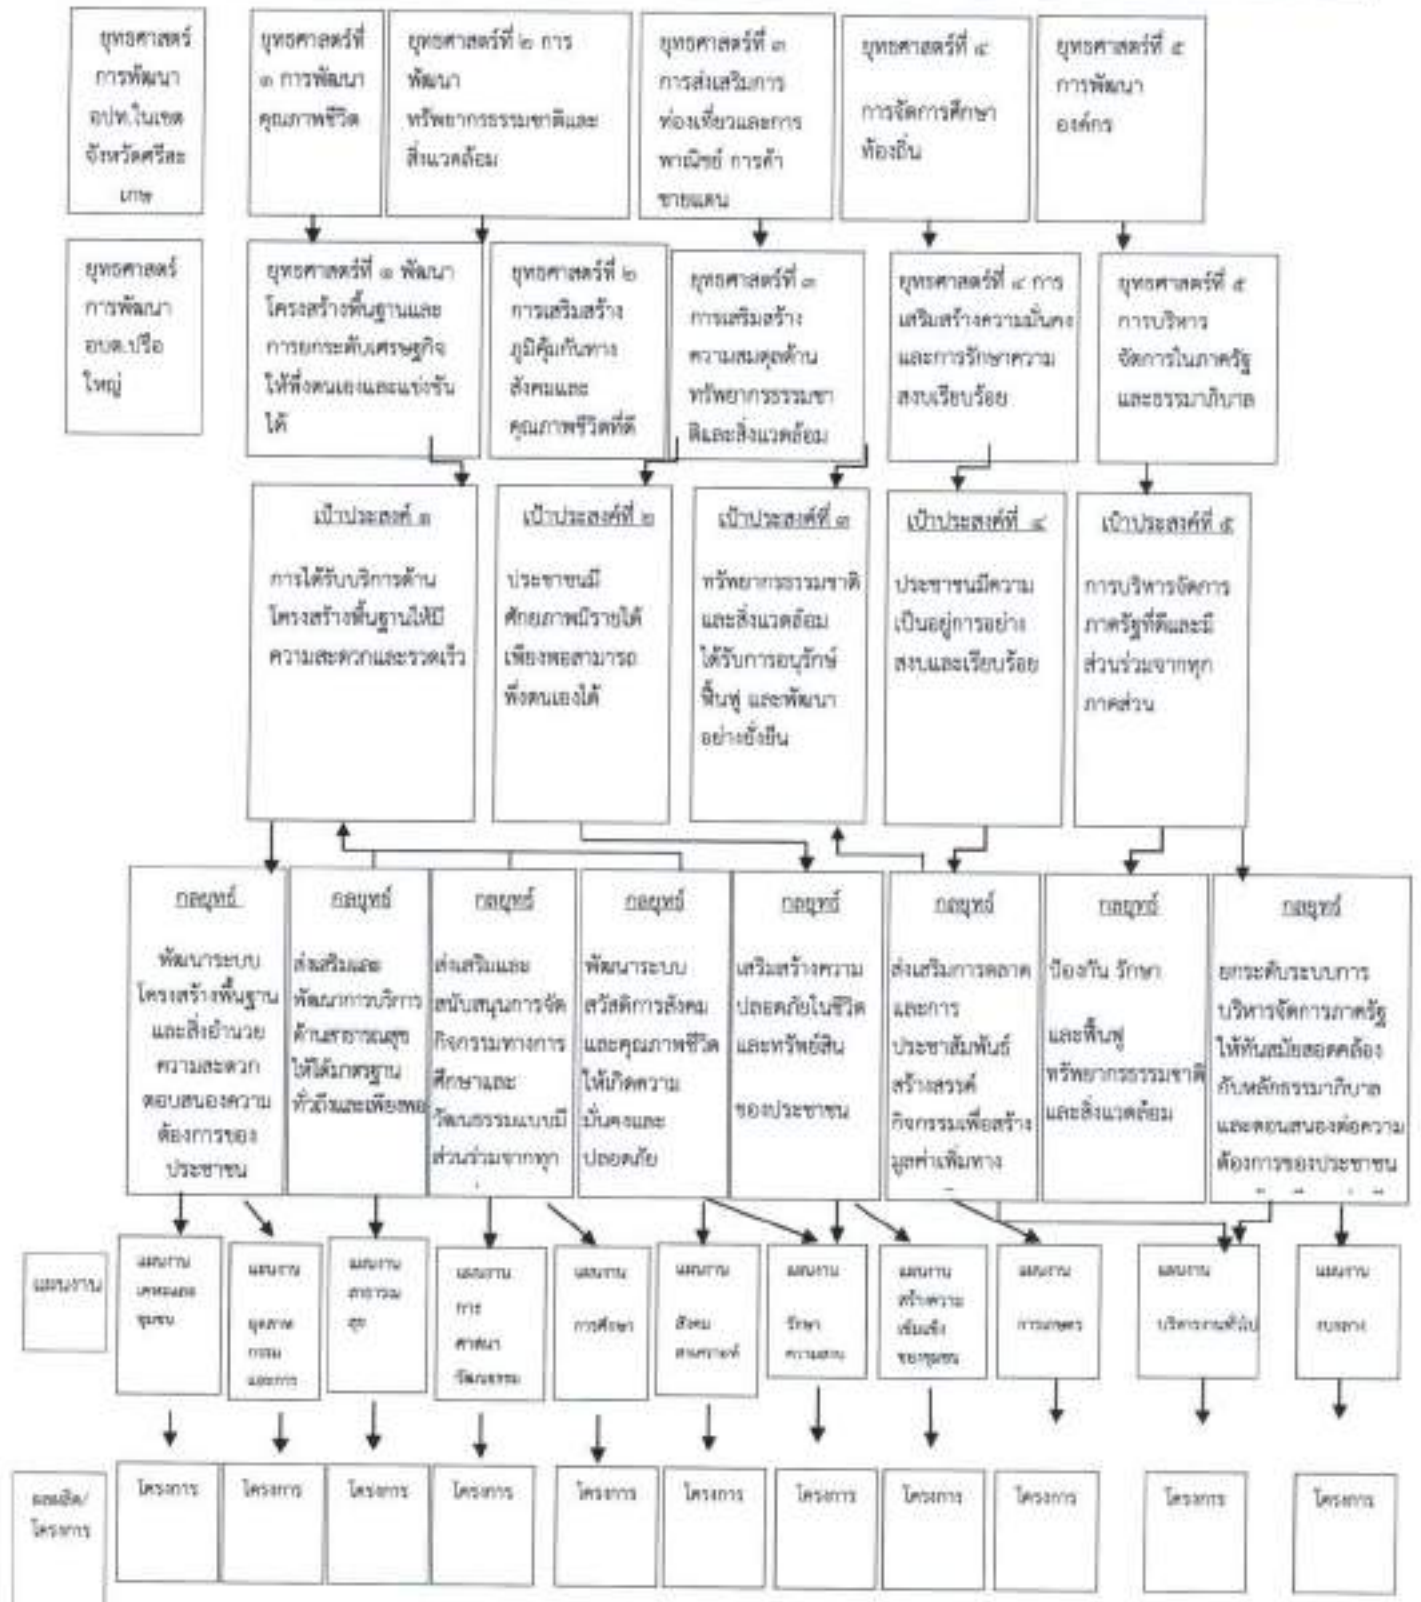 ยุทธศาสตร์
การพัฒนา
อปท.ในเขต
จังหวัดศรีสะ
เกษ
ยุทธศาสตร์ที่
๑ การพัฒนา
คุณภาพชีวิต
ยุทธศาสตร์ที่ ๒ การ
พัฒนา
ทรัพยากรธรรมชาติและ
สิ่งแวดล้อม
ยุทธศาสตร์ที่ ๓
การส่งเสริมการ
ท่องเที่ยวและการ
พาณิชย์ การค้า
ชายแดน
ยุทธศาสตร์ที่ ๔
การจัดการศึกษา
ท้องถิ่น
ยุทธศาสตร์ที่ ๕
การพัฒนา
องค์กร
ยุทธศาสตร์
การพัฒนา
อบต.ปรือ
ใหญ่
ยุทธศาสตร์ที่ ๑ พัฒนา
โครงสร้างพื้นฐานและ
การยกระดับเศรษฐกิจ
ให้พึ่งตนเองและแข่งขัน
ได้
ยุทธศาสตร์ที่ ๒
การเสริมสร้าง
ภูมิคุ้มกันทาง
สังคมและ
คุณภาพชีวิตที่ดี
ยุทธศาสตร์ที่ ๓
การเสริมสร้าง
ความสมดุลด้าน
ทรัพยากรธรรมชา
ติและสิ่งแวดล้อม
ยุทธศาสตร์ที่ ๔ การ
เสริมสร้างความมั่นคง
และการรักษาความ
สงบเรียบร้อย
ยุทธศาสตร์ที่ ๕
การบริหาร
จัดการในภาครัฐ
และธรรมาภิบาล
เป้าประสงค์ ๑
การได้รับบริการด้าน
โครงสร้างพื้นฐานให้มี
ความสะดวกและรวดเร็ว
เป้าประสงค์ที่ ๒
ประชาชนมี
ศักยภาพมีรายได้
เพียงพอสามารถ
พึ่งตนเองได้
เป้าประสงค์ที่ ๓
ทรัพยากรธรรมชาติ
และสิ่งแวดล้อม
ได้รับการอนุรักษ์
ฟื้นฟู และพัฒนา
อย่างยั่งยืน
เป้าประสงค์ที่ ๔
ประชาชนมีความ
เป็นอยู่การอย่าง
สงบและเรียบร้อย
เป้าประสงค์ที่ ๕
การบริหารจัดการ
ภาครัฐที่ดีและมี
ส่วนร่วมจากทุก
ภาคส่วน
กลยุทธ์
พัฒนาระบบ
โครงสร้างพื้นฐาน
และสิ่งอำนวย
ความสะดวก
ตอบสนองความ
ต้องการของ
ประชาชน
กลยุทธ์
ส่งเสริมและ
พัฒนาการบริการ
ด้านสาธารณสุข
ให้ได้มาตรฐาน
ทั่วถึงและเพียงพอ
กลยุทธ์
ส่งเสริมและ
สนับสนุนการจัด
กิจกรรมทางการ
ศึกษาและ
วัฒนธรรมแบบมี
ส่วนร่วมจากทุก
กลยุทธ์
พัฒนาระบบ
สวัสดิการสังคม
และคุณภาพชีวิต
ให้เกิดความ
มั่นคงและ
ปลอดภัย
กลยุทธ์
เสริมสร้างความ
ปลอดภัยในชีวิต
และทรัพย์สิน
ของประชาชน
กลยุทธ์
ส่งเสริมการตลาด
และการ
ประชาสัมพันธ์
สร้างสรรค์
กิจกรรมเพื่อสร้าง
มูลค่าเพิ่มทาง
กลยุทธ์
ป้องกัน รักษา
และฟื้นฟู
ทรัพยากรธรรมชาติ
และสิ่งแวดล้อม
กลยุทธ์
ยกระดับระบบการ
บริหารจัดการภาครัฐ
ให้ทันสมัยสอดคล้อง
กับหลักธรรมาภิบาล
และตอบสนองต่อความ
ต้องการของประชาชน
แผนงาน
แผนงาน
เคหะและ
ชุมชน
แผนงาน
อุตสาห
กรรม
และการ
แผนงาน
สาธารณ
สุข
แผนงาน
การ
ศาสนา
วัฒนธรรม
แผนงาน
การศึกษา
แผนงาน
สังคม
สงเคราะห์
แผนงาน
รักษา
ความสงบ
แผนงาน
สร้างความ
เข้มแข็ง
ของชุมชน
แผนงาน
การเกษตร
แผนงาน
บริหารงานทั่วไป
แผนงาน
งบกลาง
ผลผลิต/
โครงการ
โครงการ
โครงการ
โครงการ
โครงการ
โครงการ
โครงการ
โครงการ
โครงการ
โครงการ
โครงการ
โครงการ